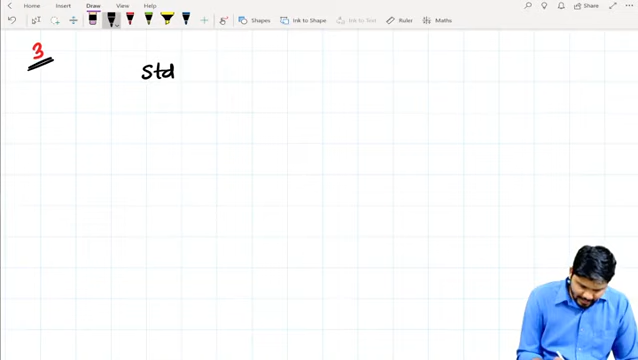 Home Insert Draw View Help Share
Shapes Ink to Shape Ink to Text Ruler Maths
3
Std